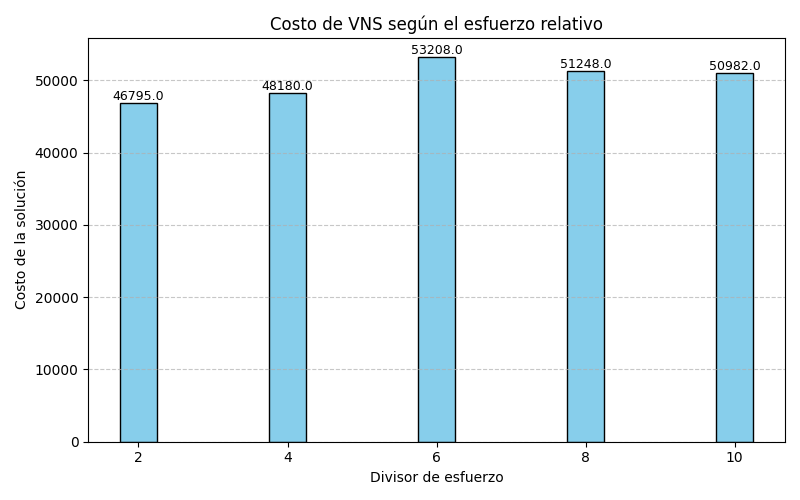 Costo de VNS según el esfuerzo relativo
Costo de la solución
50000
40000
30000
20000
10000
0
46795.0
48180.0
53208.0
51248.0
50982.0
2 4 6 8 10
Divisor de esfuerzo